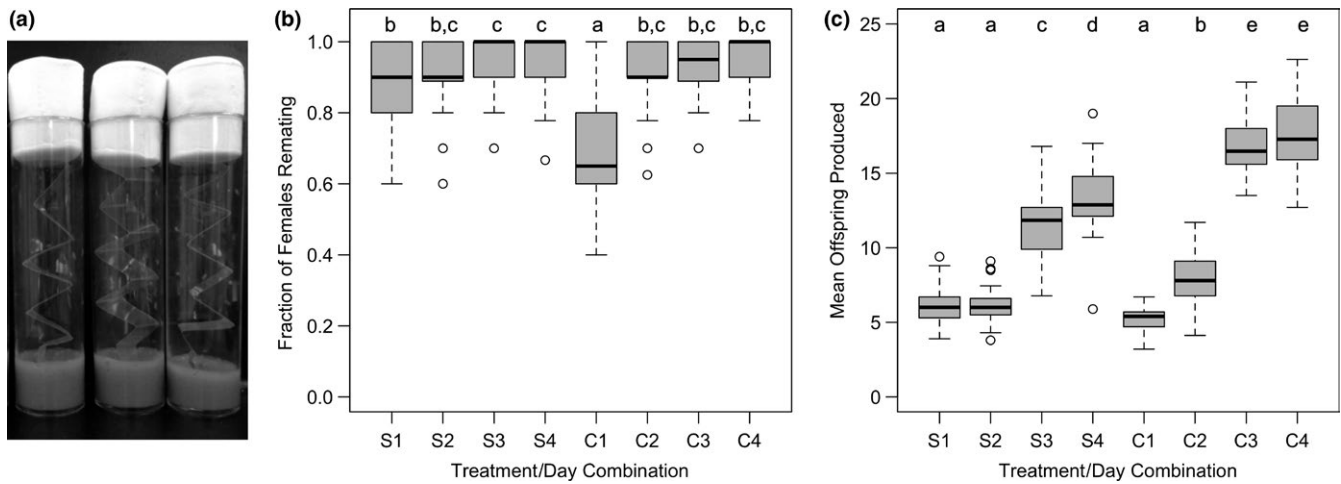 (a)
(b)
b b,c c c a b,c b,c b,c
1.0
0.8
0.6
0.4
0.2
0.0
Fraction of Females Remating
S1 S2 S3 S4 C1 C2 C3 C4
Treatment/Day Combination
(c)
a a c d a b e e
25
20
15
10
5
0
Mean Offspring Produced
S1 S2 S3 S4 C1 C2 C3 C4
Treatment/Day Combination